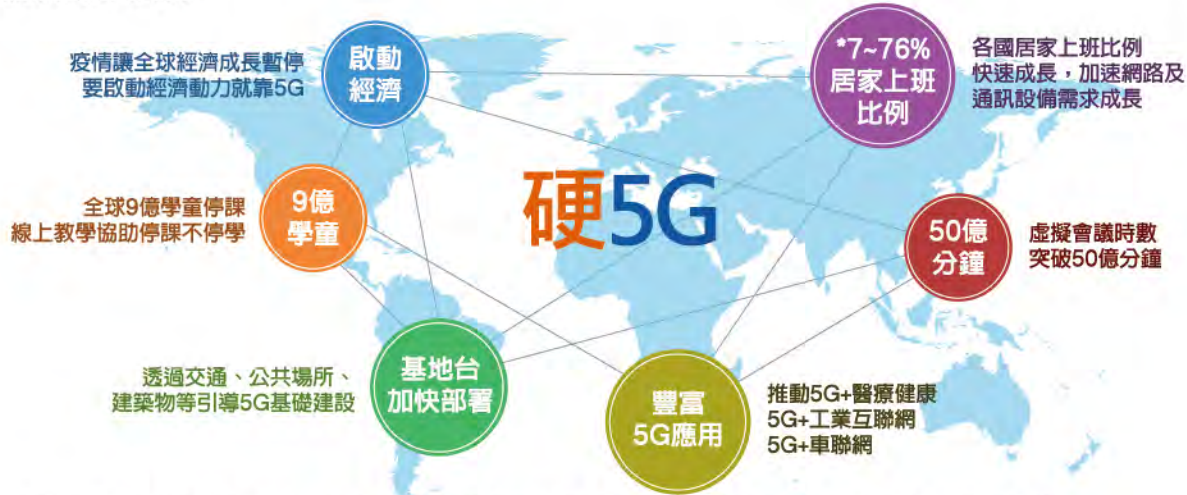 疫情讓全球經濟成長暫停
要啟動經濟動力就靠5G
啟動
經濟
*7~76%
居家上班
比例
各國居家上班比例
快速成長，加速網路及
通訊設備需求成長
硬5G
9億
學童
全球9億學童停課
線上教學協助停課不停學
50億
分鐘
虛擬會議時數
突破50億分鐘
基地台
加快部署
透過交通、公共場所、
建築物等引導5G基礎建設
豐富
5G應用
推動5G+醫療健康
5G+工業互聯網
5G+車聯網